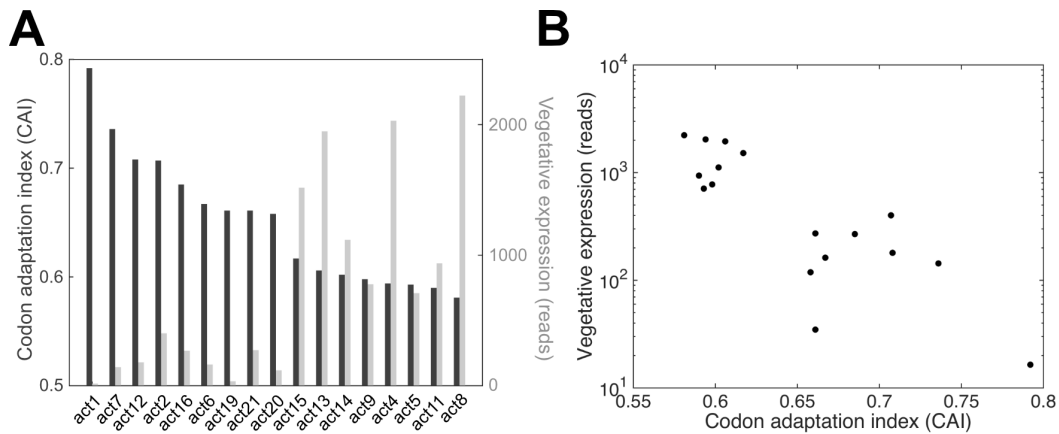 A
B
0.8
0.7
0.6
0.5
Codon adaptation index (CAI)
2000
1000
0
Vegetative expression (reads)
act1 act7 act12 act2 act16 act6 act19 act21 act20 act15 act13 act14 act9 act4 act5 act11 act8
10^4
10^3
10^2
10^1
Vegetative expression (reads)
0.55 0.6 0.65 0.7 0.75 0.8
Codon adaptation index (CAI)